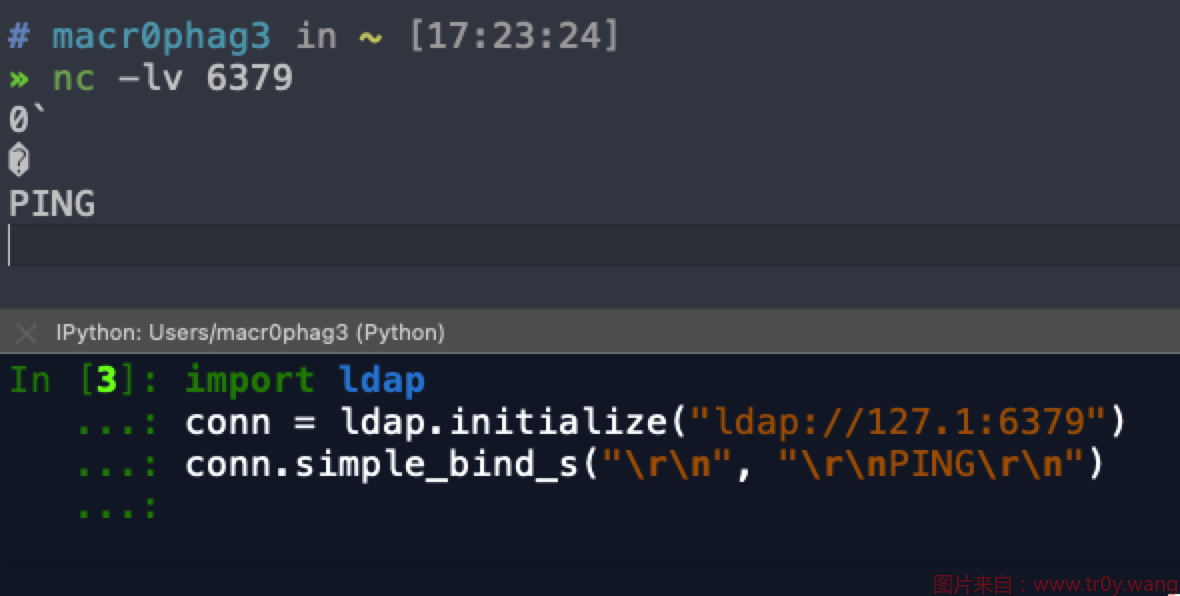 # macr0phag3 in ~ [17:23:24]
» nc -lv 6379
0`
�
PING
IPython: Users/macr0phag3 (Python)
In [3]: import ldap
...: conn = ldap.initialize("ldap://127.1:6379")
...: conn.simple_bind_s("\r\n", "\r\nPING\r\n")
...:
图片来自：www.tr0y.wang